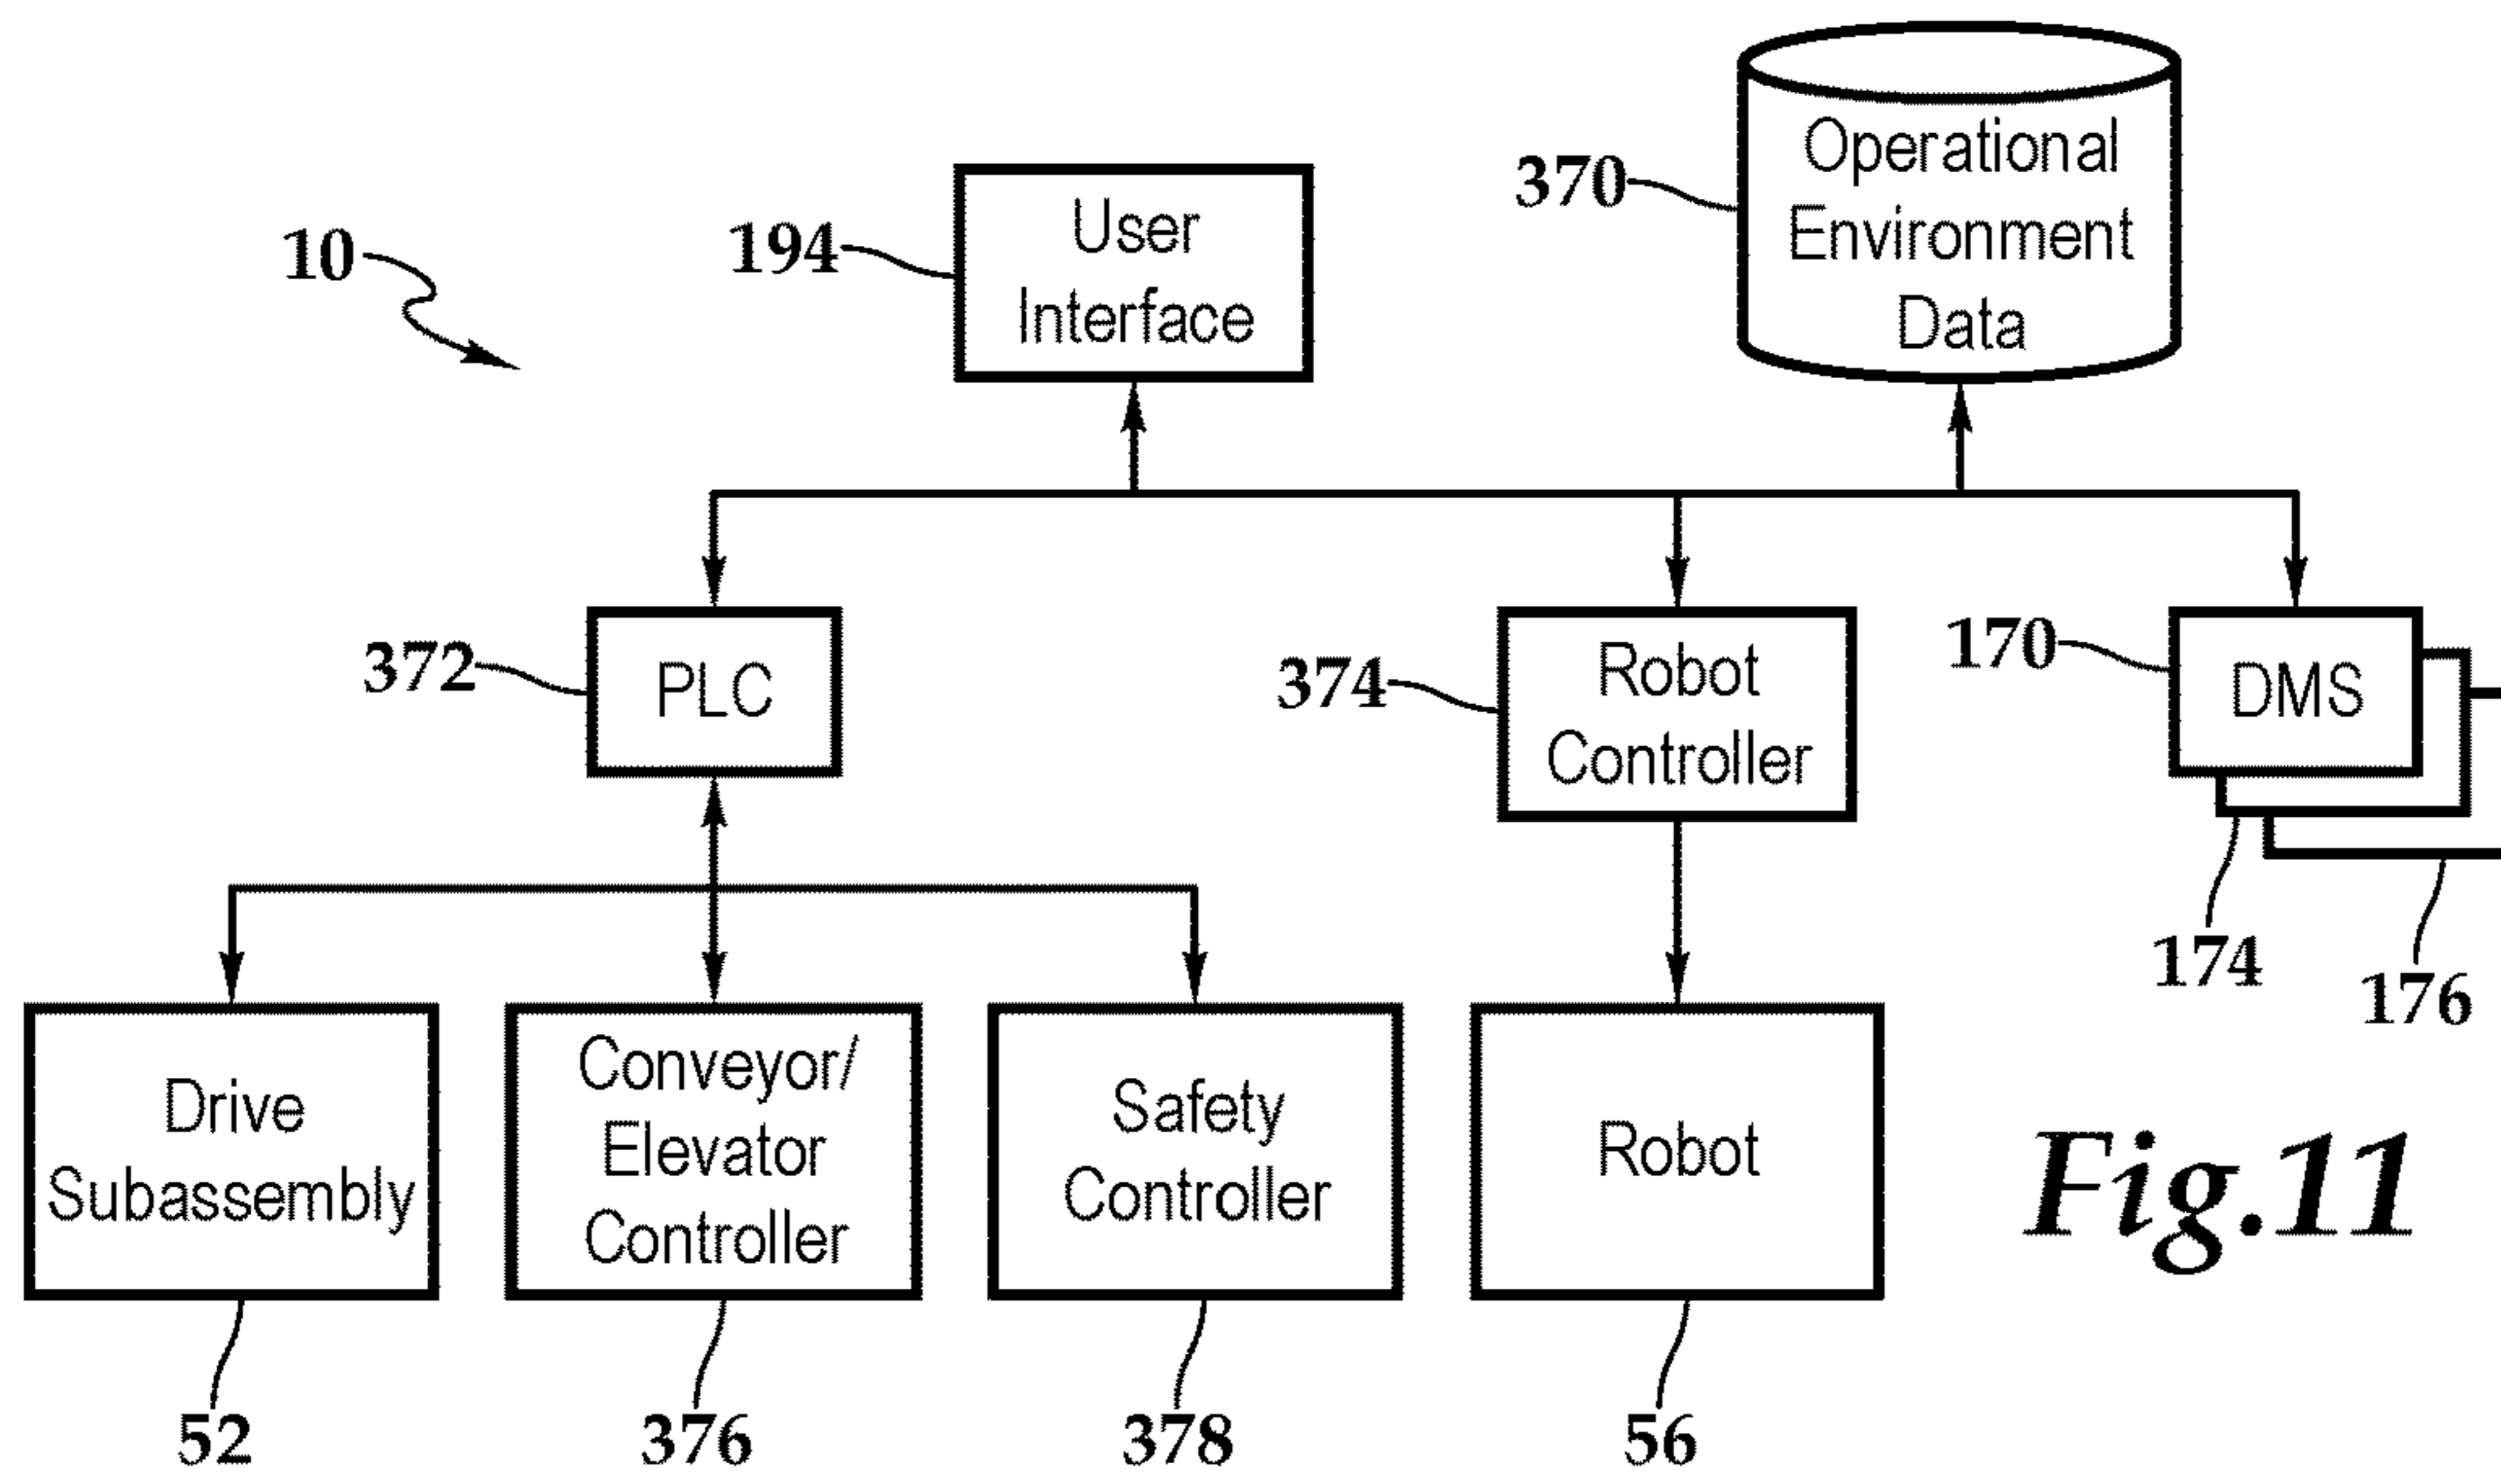 10
194
User
Interface
370
Operational
Environment
Data
372
PLC
374
Robot
Controller
170
DMS
174
176
Drive
Subassembly
Conveyor/
Elevator
Controller
Safety
Controller
Robot
52
376
378
56
Fig.11